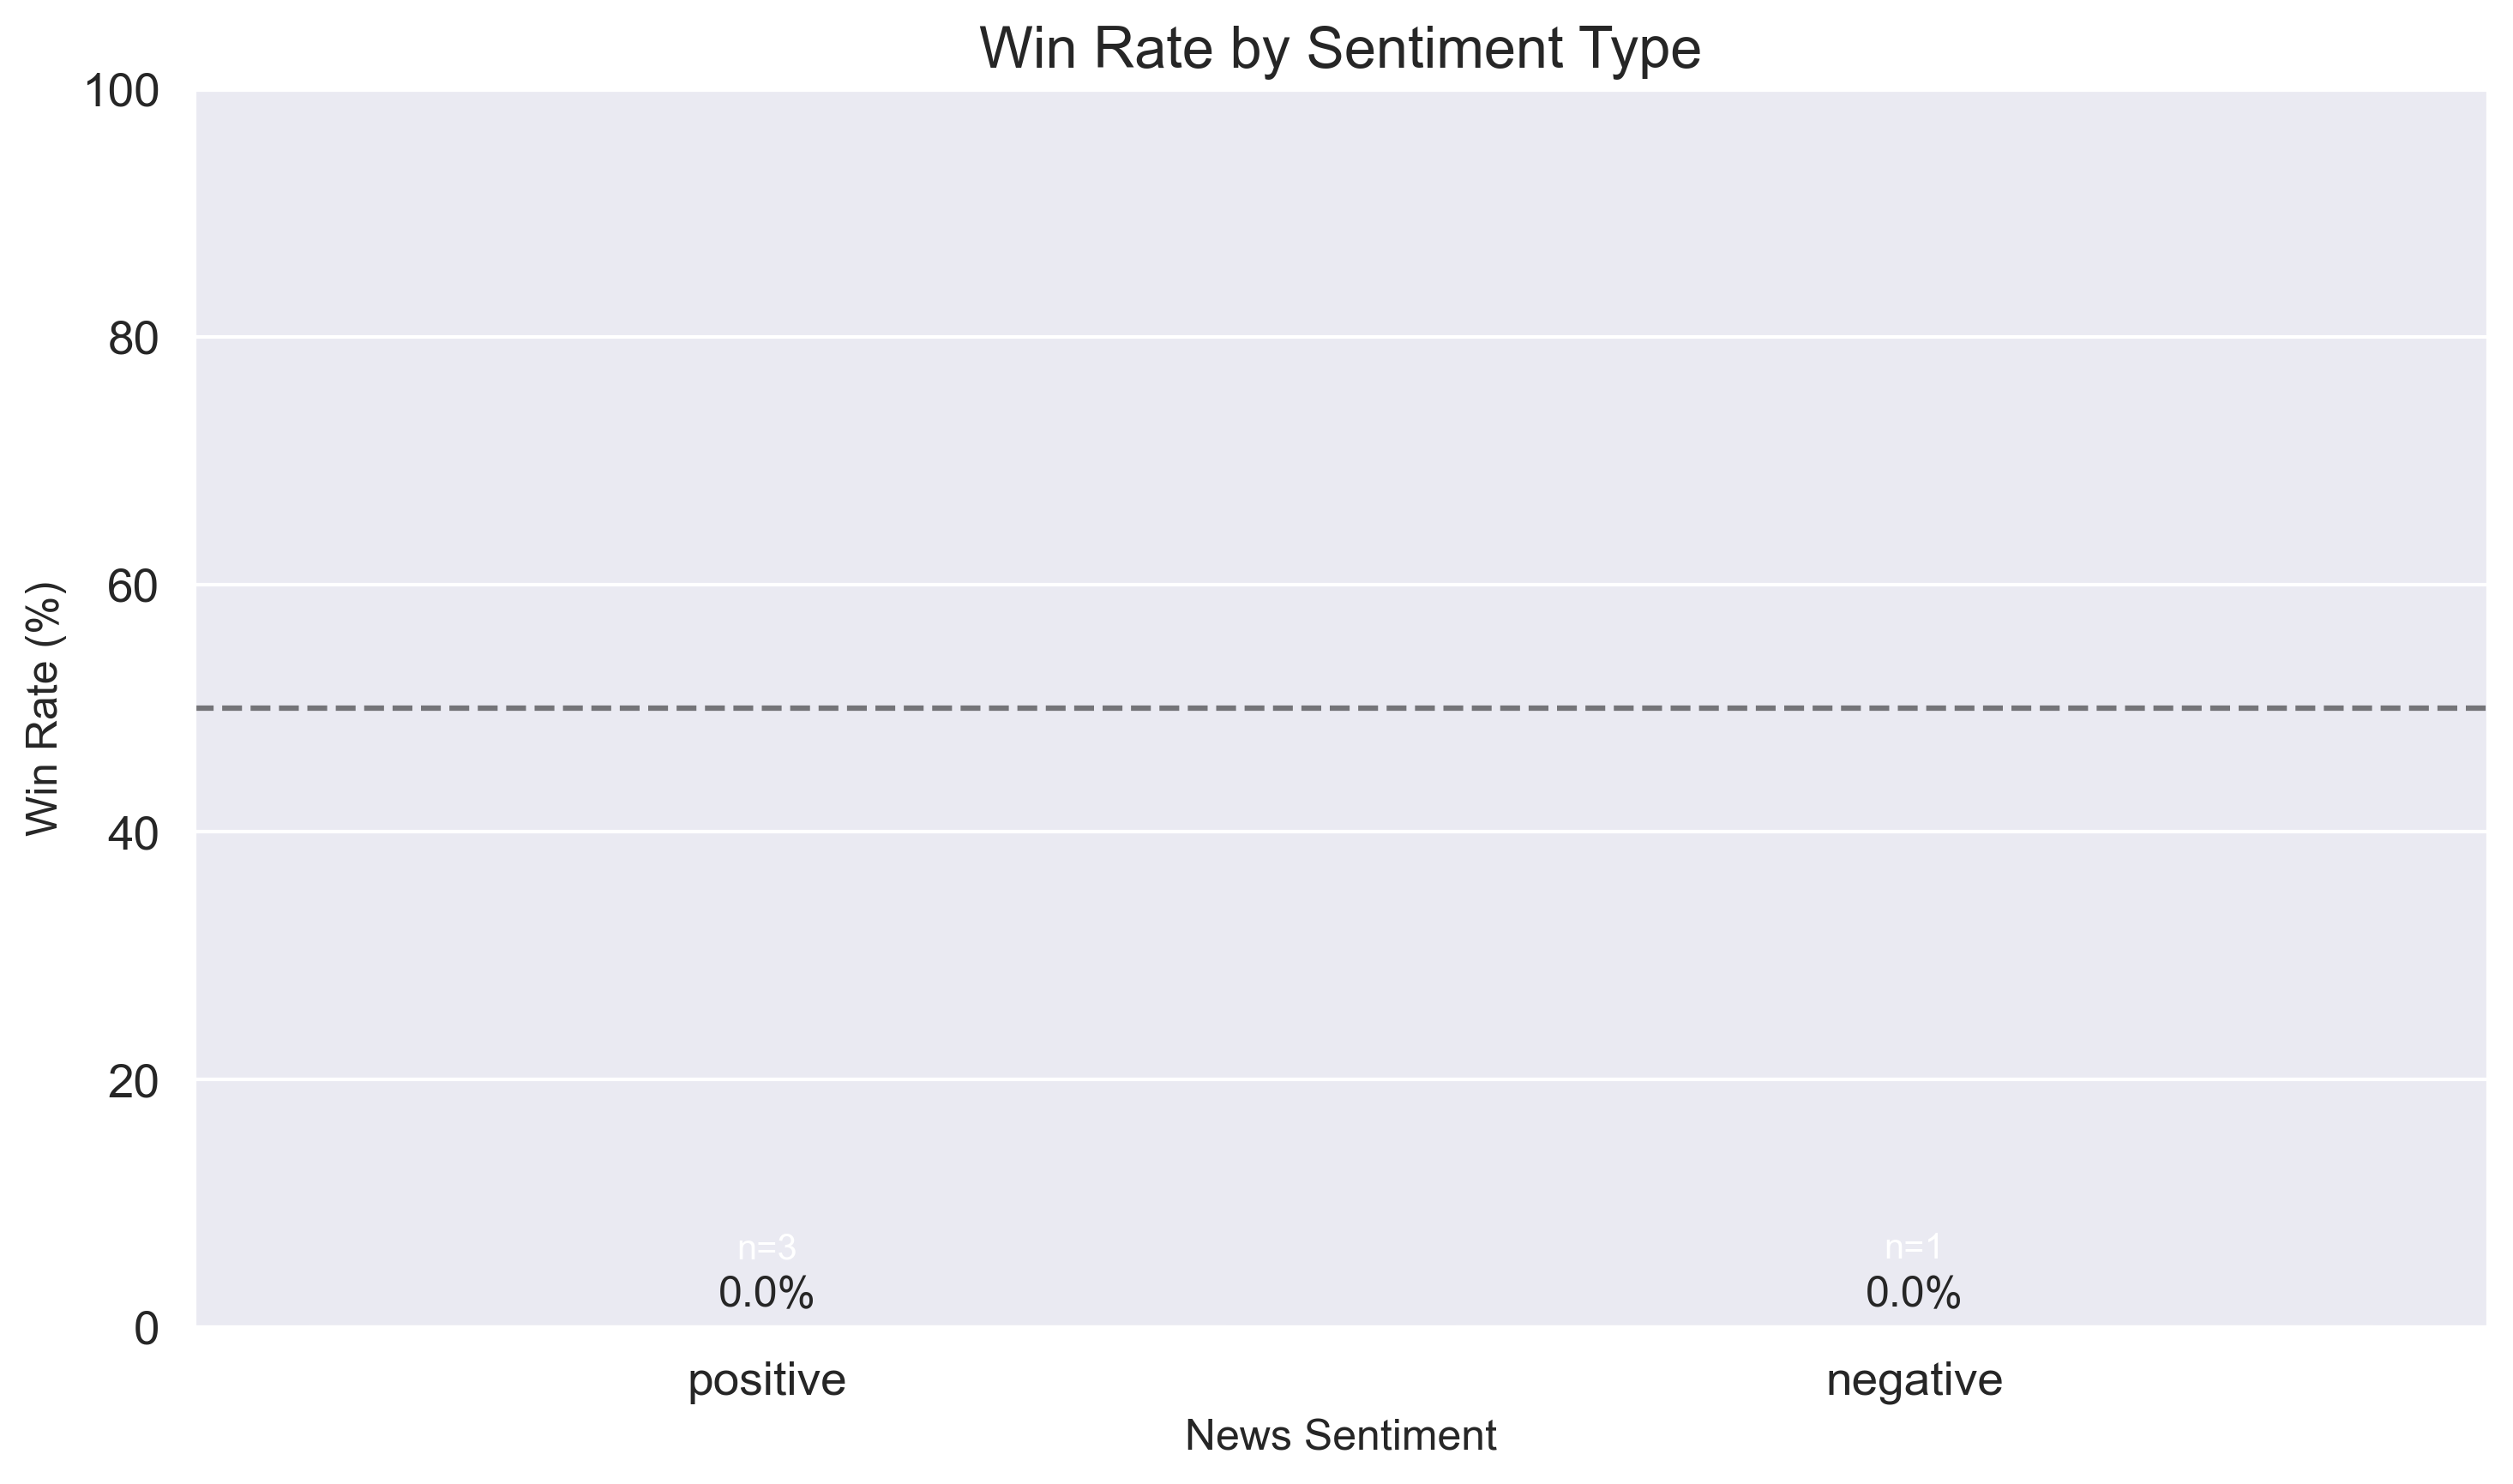 Win Rate by Sentiment Type
100
80
60
40
20
0
Win Rate (%)
n=3
0.0%
n=1
0.0%
positive
negative
News Sentiment